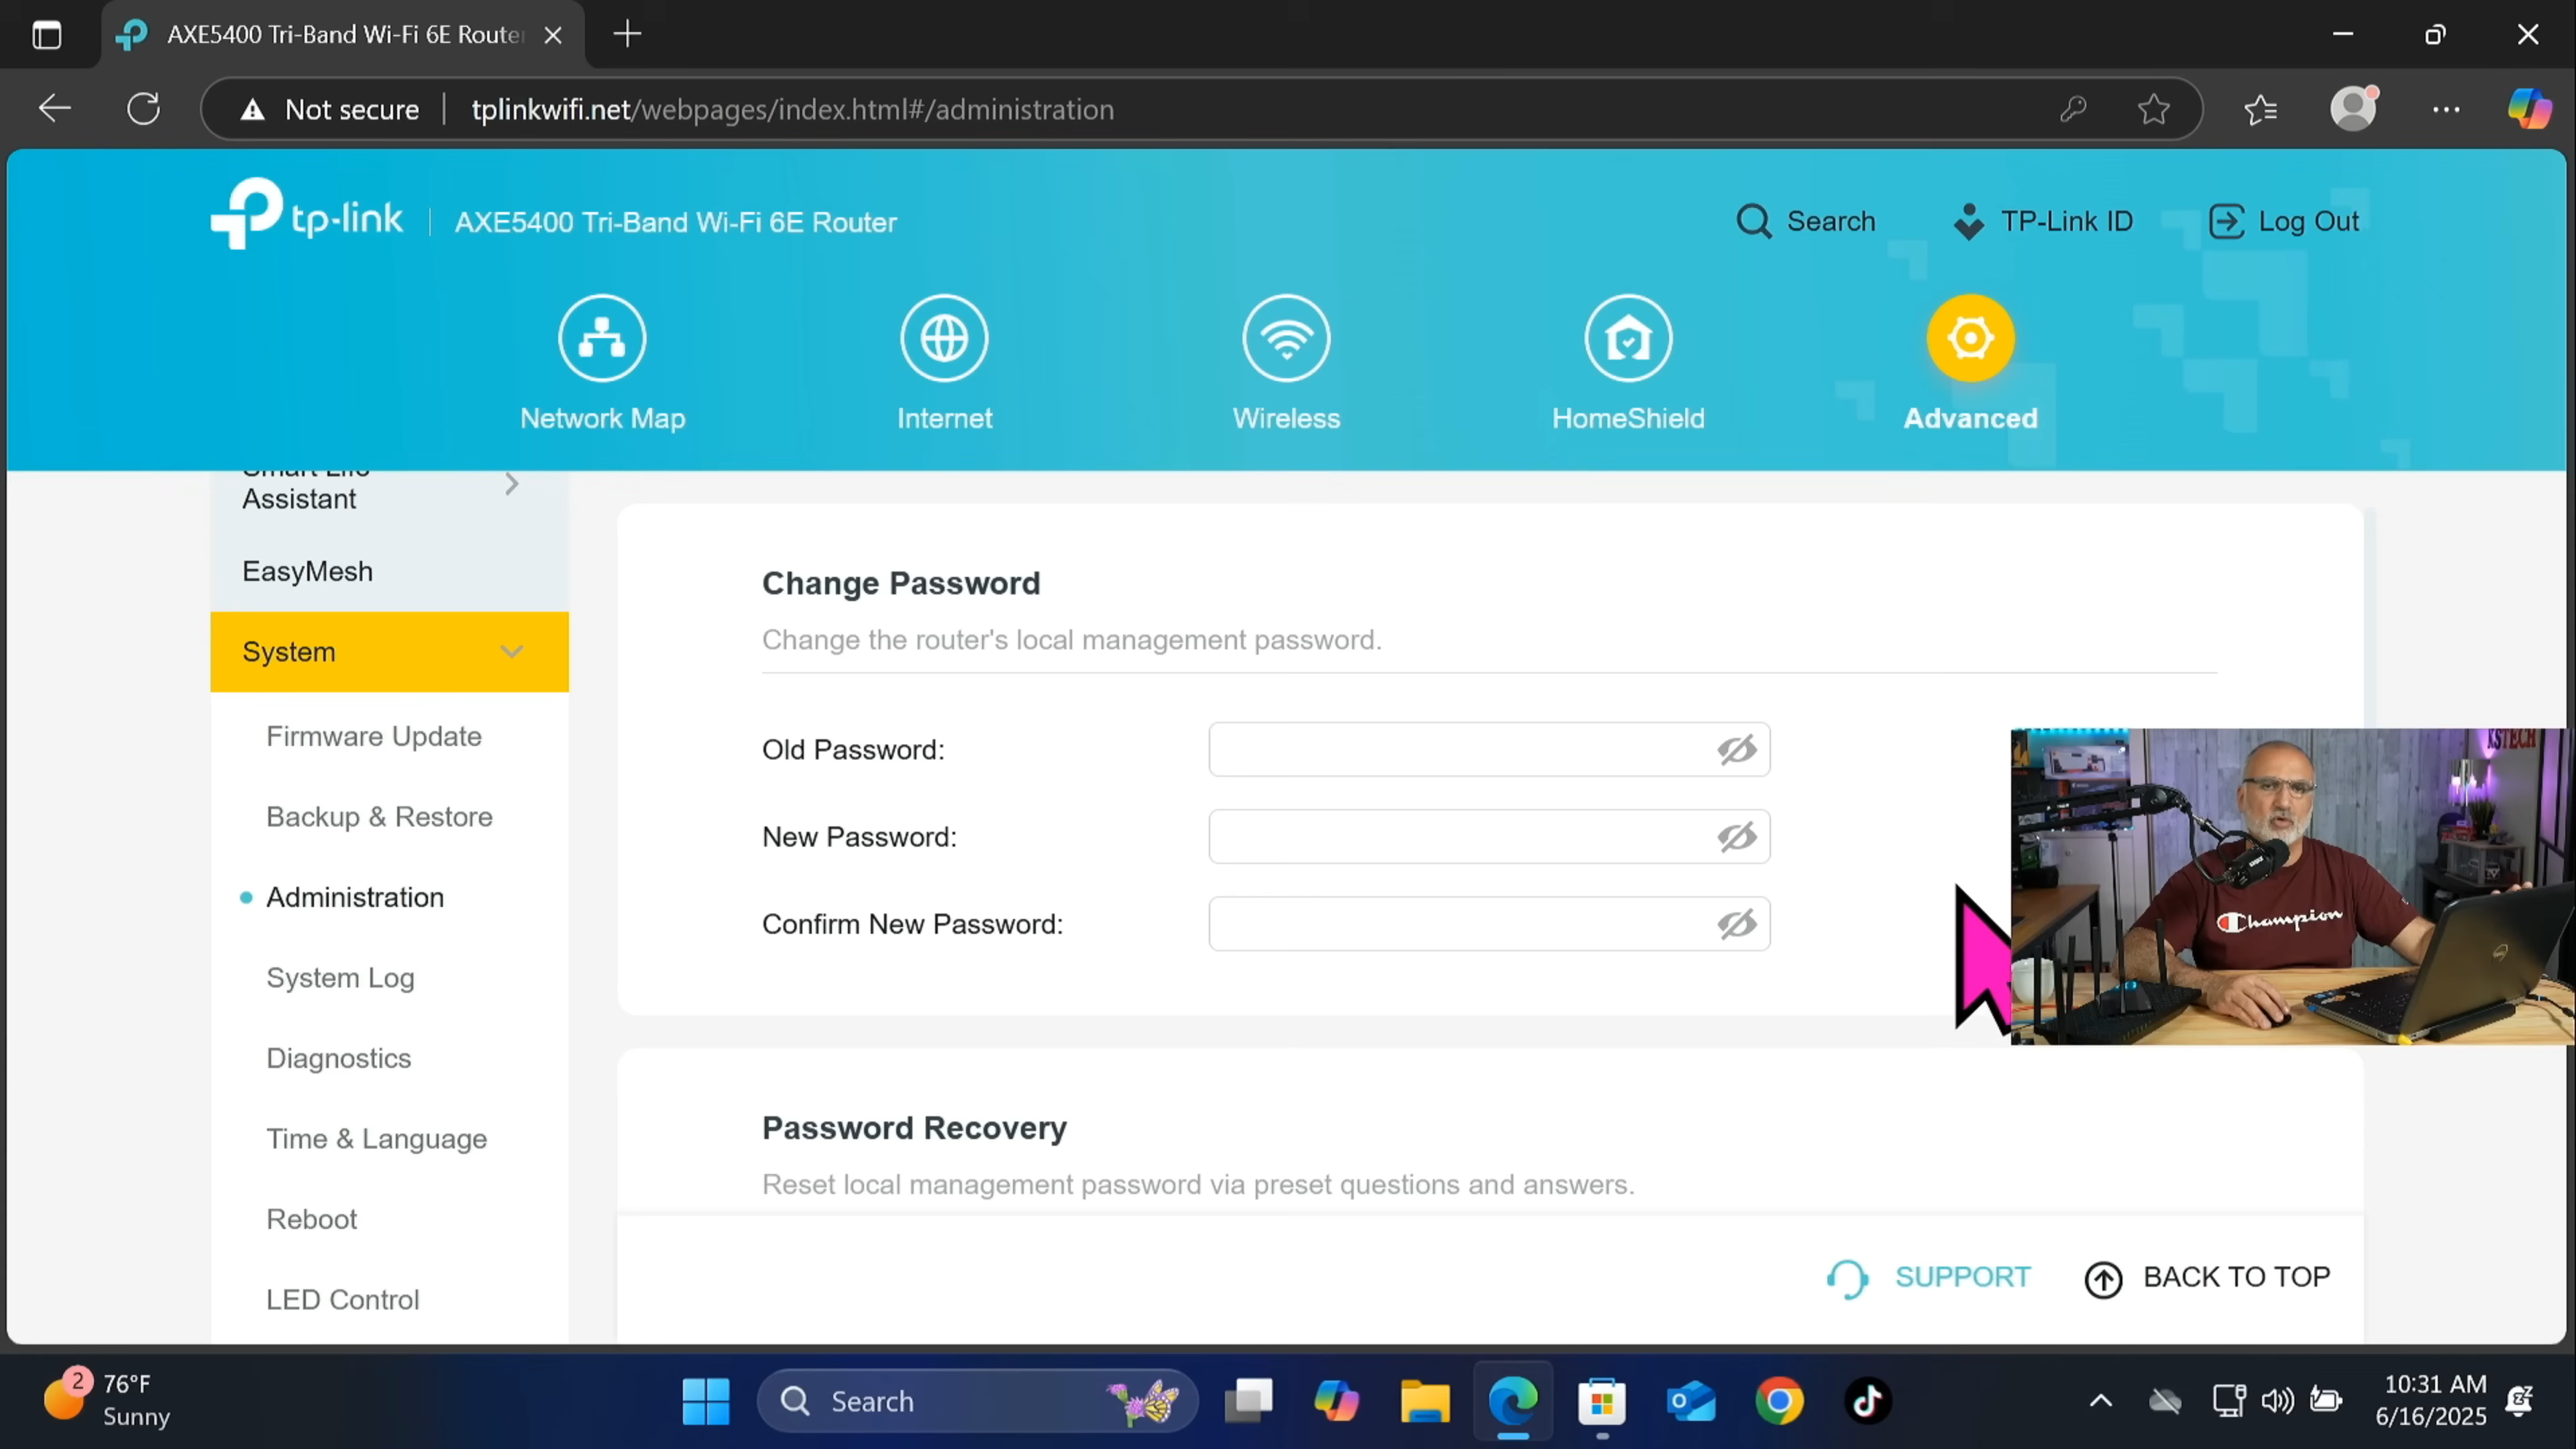 AXE5400 Tri-Band Wi-Fi 6E Route
Not secure
tplinkwifi.net/webpages/index.html#/administration
tp-link
AXE5400 Tri-Band Wi-Fi 6E Router
Search
TP-Link ID
Log Out
Network Map
Internet
Wireless
HomeShield
Advanced
Smart Life
Assistant
EasyMesh
System
Firmware Update
Backup & Restore
Administration
System Log
Diagnostics
Time & Language
Reboot
LED Control
Change Password
Change the router's local management password.
Old Password:
New Password:
Confirm New Password:
KSTECH
Champion
Password Recovery
Reset local management password via preset questions and answers.
SUPPORT
BACK TO TOP
2
76°F
Sunny
Search
10:31 AM
6/16/2025